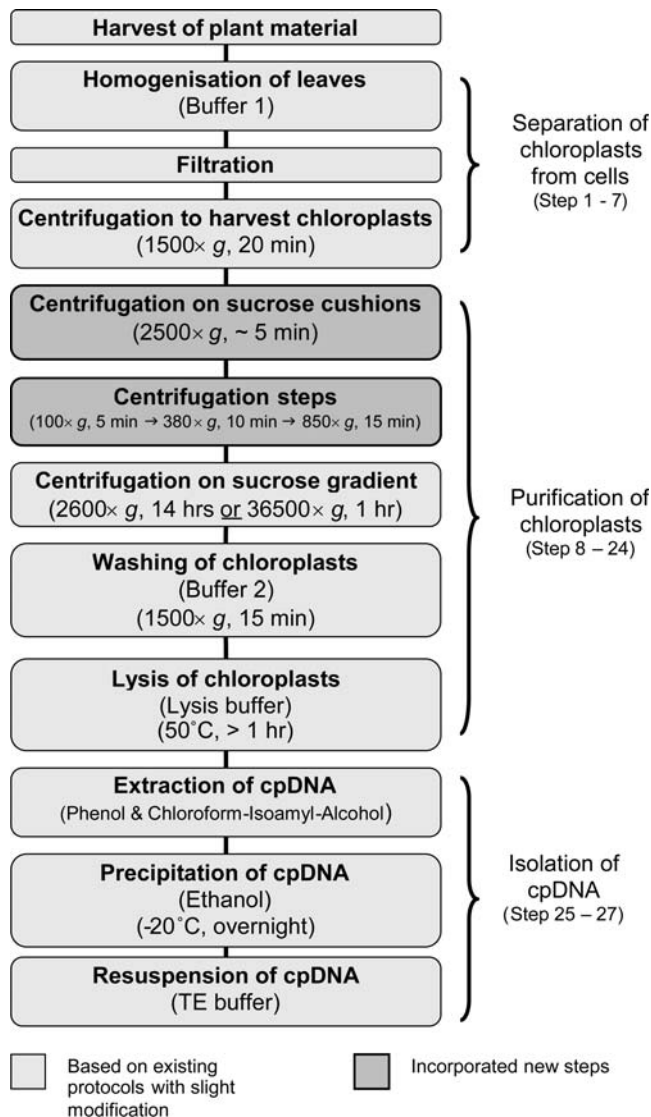 Harvest of plant material
Homogenisation of leaves
(Buffer 1)
Filtration
Centrifugation to harvest chloroplasts
(1500× g, 20 min)
Separation of
chloroplasts
from cells
(Step 1 - 7)
Centrifugation on sucrose cushions
(2500× g, ~ 5 min)
Centrifugation steps
(100× g, 5 min → 380× g, 10 min → 850× g, 15 min)
Centrifugation on sucrose gradient
(2600× g, 14 hrs or 36500× g, 1 hr)
Washing of chloroplasts
(Buffer 2)
(1500× g, 15 min)
Lysis of chloroplasts
(Lysis buffer)
(50˚C, > 1 hr)
Purification of
chloroplasts
(Step 8 – 24)
Extraction of cpDNA
(Phenol & Chloroform-Isoamyl-Alcohol)
Precipitation of cpDNA
(Ethanol)
(-20˚C, overnight)
Resuspension of cpDNA
(TE buffer)
Isolation of
cpDNA
(Step 25 – 27)
Based on existing
protocols with slight
modification
Incorporated new steps